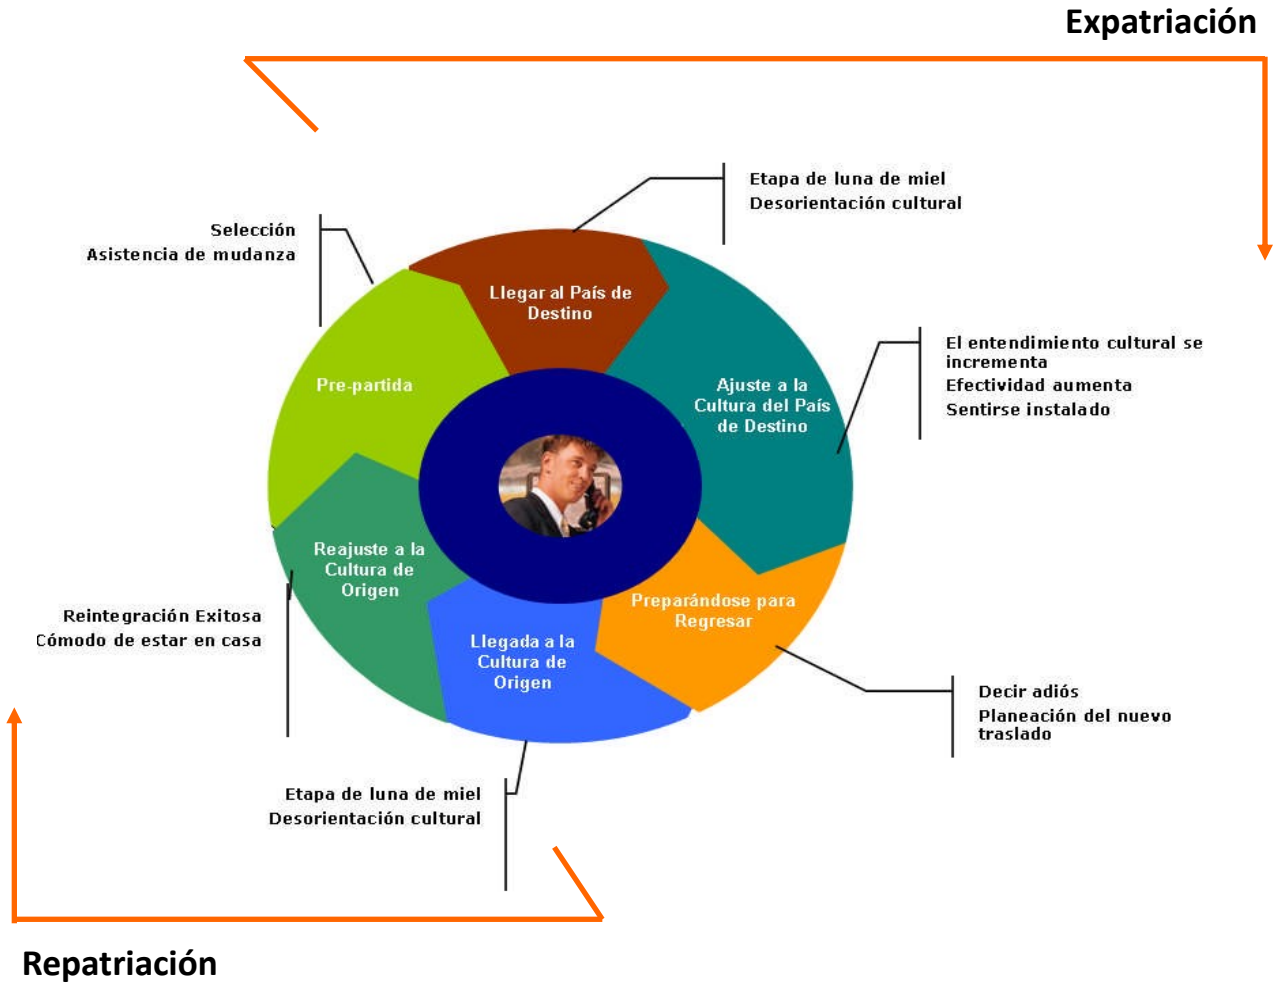 Expatriación
Etapa de luna de miel
Desorientación cultural
Selección
Asistencia de mudanza
Llegar al País de
Destino
El entendimiento cultural se
incrementa
Efectividad aumenta
Sentirse instalado
Pre-partida
Ajuste a la
Cultura del País
de Destino
Reajuste a la
Cultura de
Origen
Preparándose para
Regresar
Reintegración Exitosa
Cómodo de estar en casa
Llegada a la
Cultura de
Origen
Decir adiós
Planeación del nuevo
traslado
Etapa de luna de miel
Desorientación cultural
Repatriación